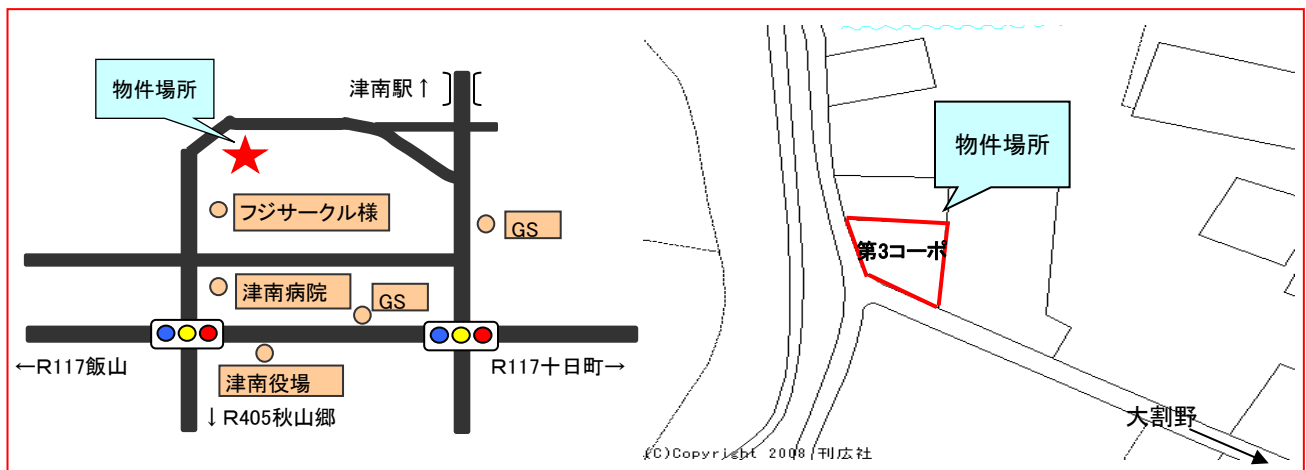 物件場所
津南駅↑
フジサークル様
GS
津南病院
GS
←R117飯山
R117十日町→
津南役場
↓R405秋山郷
物件場所
第3コーポ
大割野
(C)Copyright 2008 刊広社